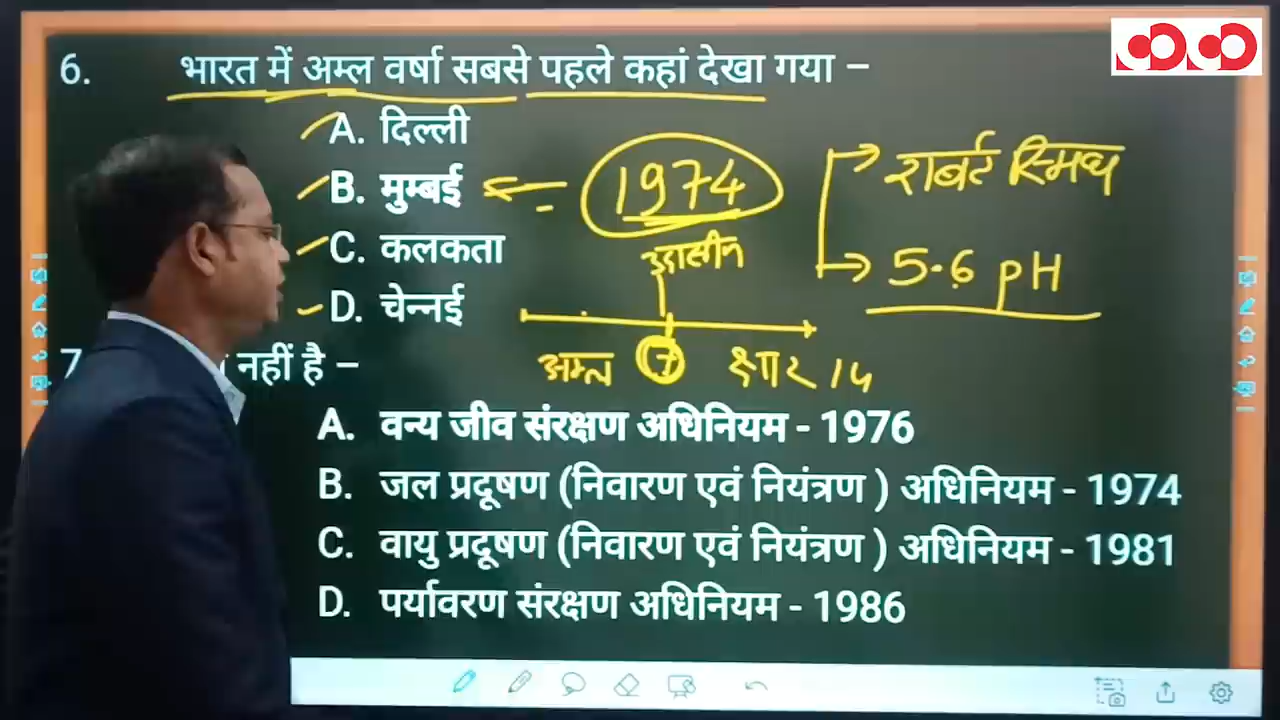 6. भारत में अम्ल वर्षा सबसे पहले कहां देखा गया –
A. दिल्ली
B. मुम्बई
C. कलकता
D. चेन्नई
1974
उदासीन
राबर्ट स्मिथ
5.6 pH
अम्ल 7 क्षार 14
7 नहीं है –
A. वन्य जीव संरक्षण अधिनियम - 1976
B. जल प्रदूषण (निवारण एवं नियंत्रण ) अधिनियम - 1974
C. वायु प्रदूषण (निवारण एवं नियंत्रण ) अधिनियम - 1981
D. पर्यावरण संरक्षण अधिनियम - 1986